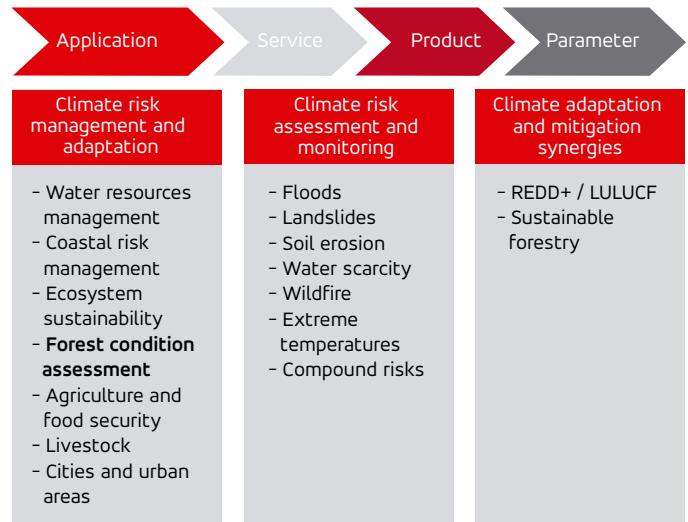 Application Service Product Parameter
Climate risk
management and
adaptation
– Water resources
management
– Coastal risk
management
– Ecosystem
sustainability
– Forest condition
assessment
– Agriculture and
food security
– Livestock
– Cities and urban
areas
Climate risk
assessment and
monitoring
– Floods
– Landslides
– Soil erosion
– Water scarcity
– Wildfire
– Extreme
temperatures
– Compound risks
Climate adaptation
and mitigation
synergies
– REDD+ / LULUCF
– Sustainable
forestry